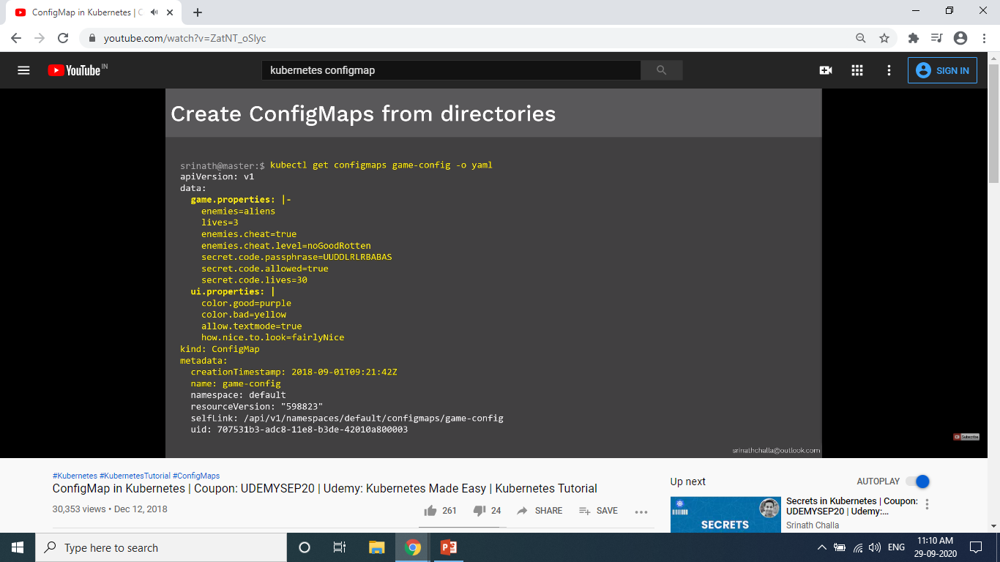 ConfigMap in Kubernetes | C
youtube.com/watch?v=ZatNT_oSlyc
YouTube IN
kubernetes configmap
SIGN IN
Create ConfigMaps from directories
srinath@master:$ kubectl get configmaps game-config -o yaml
apiVersion: v1
data:
game.properties: |-
enemies=aliens
lives=3
enemies.cheat=true
enemies.cheat.level=noGoodRotten
secret.code.passphrase=UUDDLRLRBABAS
secret.code.allowed=true
secret.code.lives=30
ui.properties: |
color.good=purple
color.bad=yellow
allow.textmode=true
how.nice.to.look=fairlyNice
kind: ConfigMap
metadata:
creationTimestamp: 2018-09-01T09:21:42Z
name: game-config
namespace: default
resourceVersion: "598823"
selfLink: /api/v1/namespaces/default/configmaps/game-config
uid: 707531b3-adc8-11e8-b3de-42010a800003
Subscribe
srinathchalla@outlook.com
#Kubernetes #KubernetesTutorial #ConfigMaps
ConfigMap in Kubernetes | Coupon: UDEMYSEP20 | Udemy: Kubernetes Made Easy | Kubernetes Tutorial
30,353 views • Dec 12, 2018
261
24
SHARE
SAVE
Up next
AUTOPLAY
SECRETS
Secrets in Kubernetes | Coupon:
UDEMYSEP20 | Udemy:...
Srinath Challa
Type here to search
ENG
11:10 AM
29-09-2020